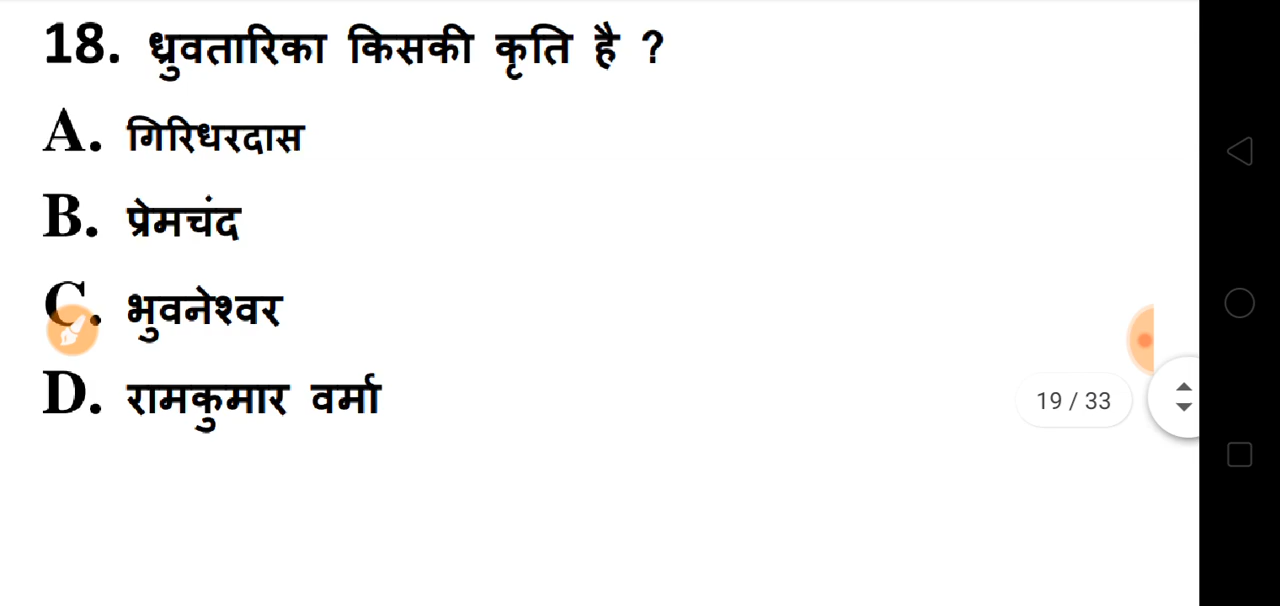 18. ध्रुवतारिका किसकी कृति है ?
A. गिरिधरदास
B. प्रेमचंद
C. भुवनेश्वर
D. रामकुमार वर्मा
19 / 33